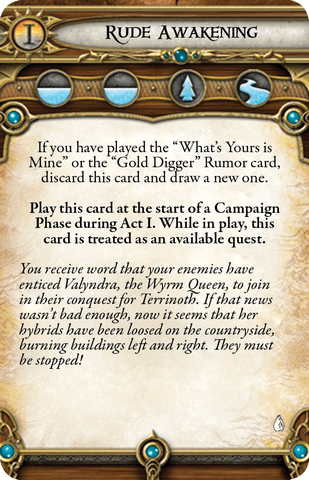 I
Rude Awakening
If you have played the “What’s Yours is
Mine” or the “Gold Digger” Rumor card,
discard this card and draw a new one.
Play this card at the start of a Campaign
Phase during Act I. While in play, this
card is treated as an available quest.
You receive word that your enemies have
enticed Valyndra, the Wyrm Queen, to join
in their conquest for Terrinoth. If that news
wasn’t bad enough, now it seems that her
hybrids have been loosed on the countryside,
burning buildings left and right. They must
be stopped!